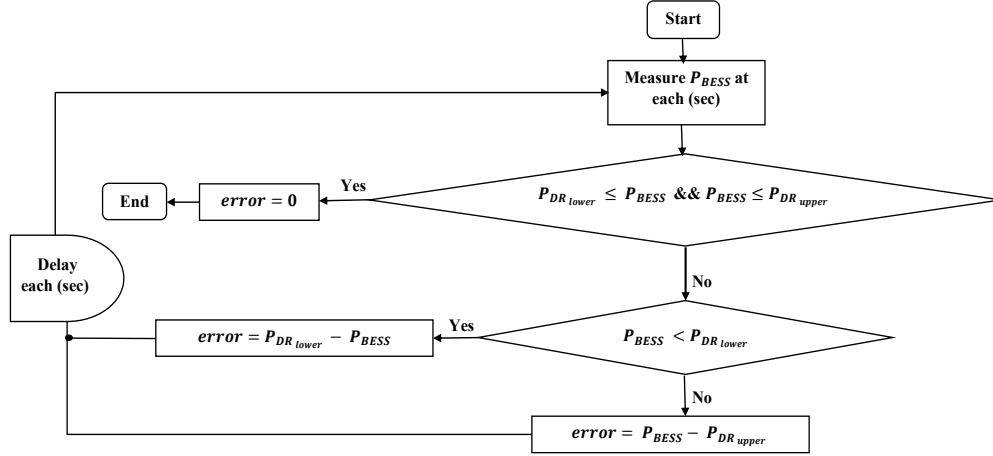 Start
Measure P_BESS at
each (sec)
P_DR lower ≤ P_BESS && P_BESS ≤ P_DR upper
Yes
error = 0
End
No
Delay
each (sec)
P_BESS < P_DR lower
Yes
error = P_DR lower − P_BESS
No
error = P_BESS − P_DR upper